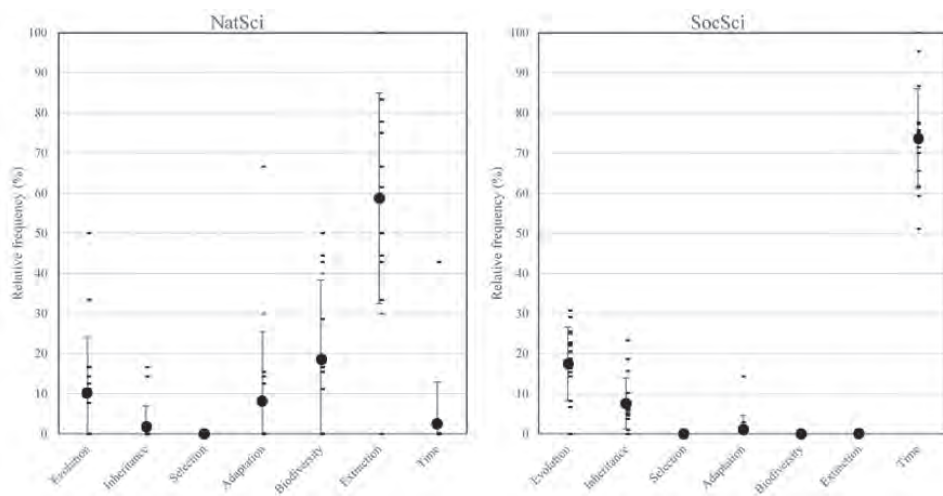 NatSci
SocSci
Relative frequency (%)
100
90
80
70
60
50
40
30
20
10
0
Evolution
Inheritance
Selection
Adaptation
Biodiversity
Extinction
Time
Relative frequency (%)
100
90
80
70
60
50
40
30
20
10
0
Evolution
Inheritance
Selection
Adaptation
Biodiversity
Extinction
Time